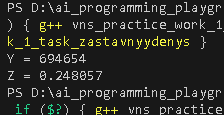 PS D:\ai_programming_playgr
) { g++ vns_practice_work_1
k_1_task_zastavnyydenys }
Y = 694654
Z = 0.248057
PS D:\ai_programming_playgr
if ($?) { g++ vns_practice